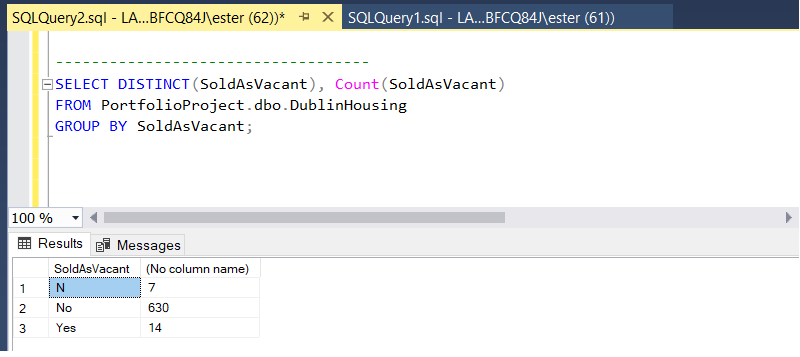 SQLQuery2.sql - LA...BFCQ84J\ester (62))* SQLQuery1.sql - LA...BFCQ84J\ester (61))
-----------------------------------
SELECT DISTINCT(SoldAsVacant), Count(SoldAsVacant)
FROM PortfolioProject.dbo.DublinHousing
GROUP BY SoldAsVacant;
100 %
Results Messages
SoldAsVacant (No column name)
1 N 7
2 No 630
3 Yes 14